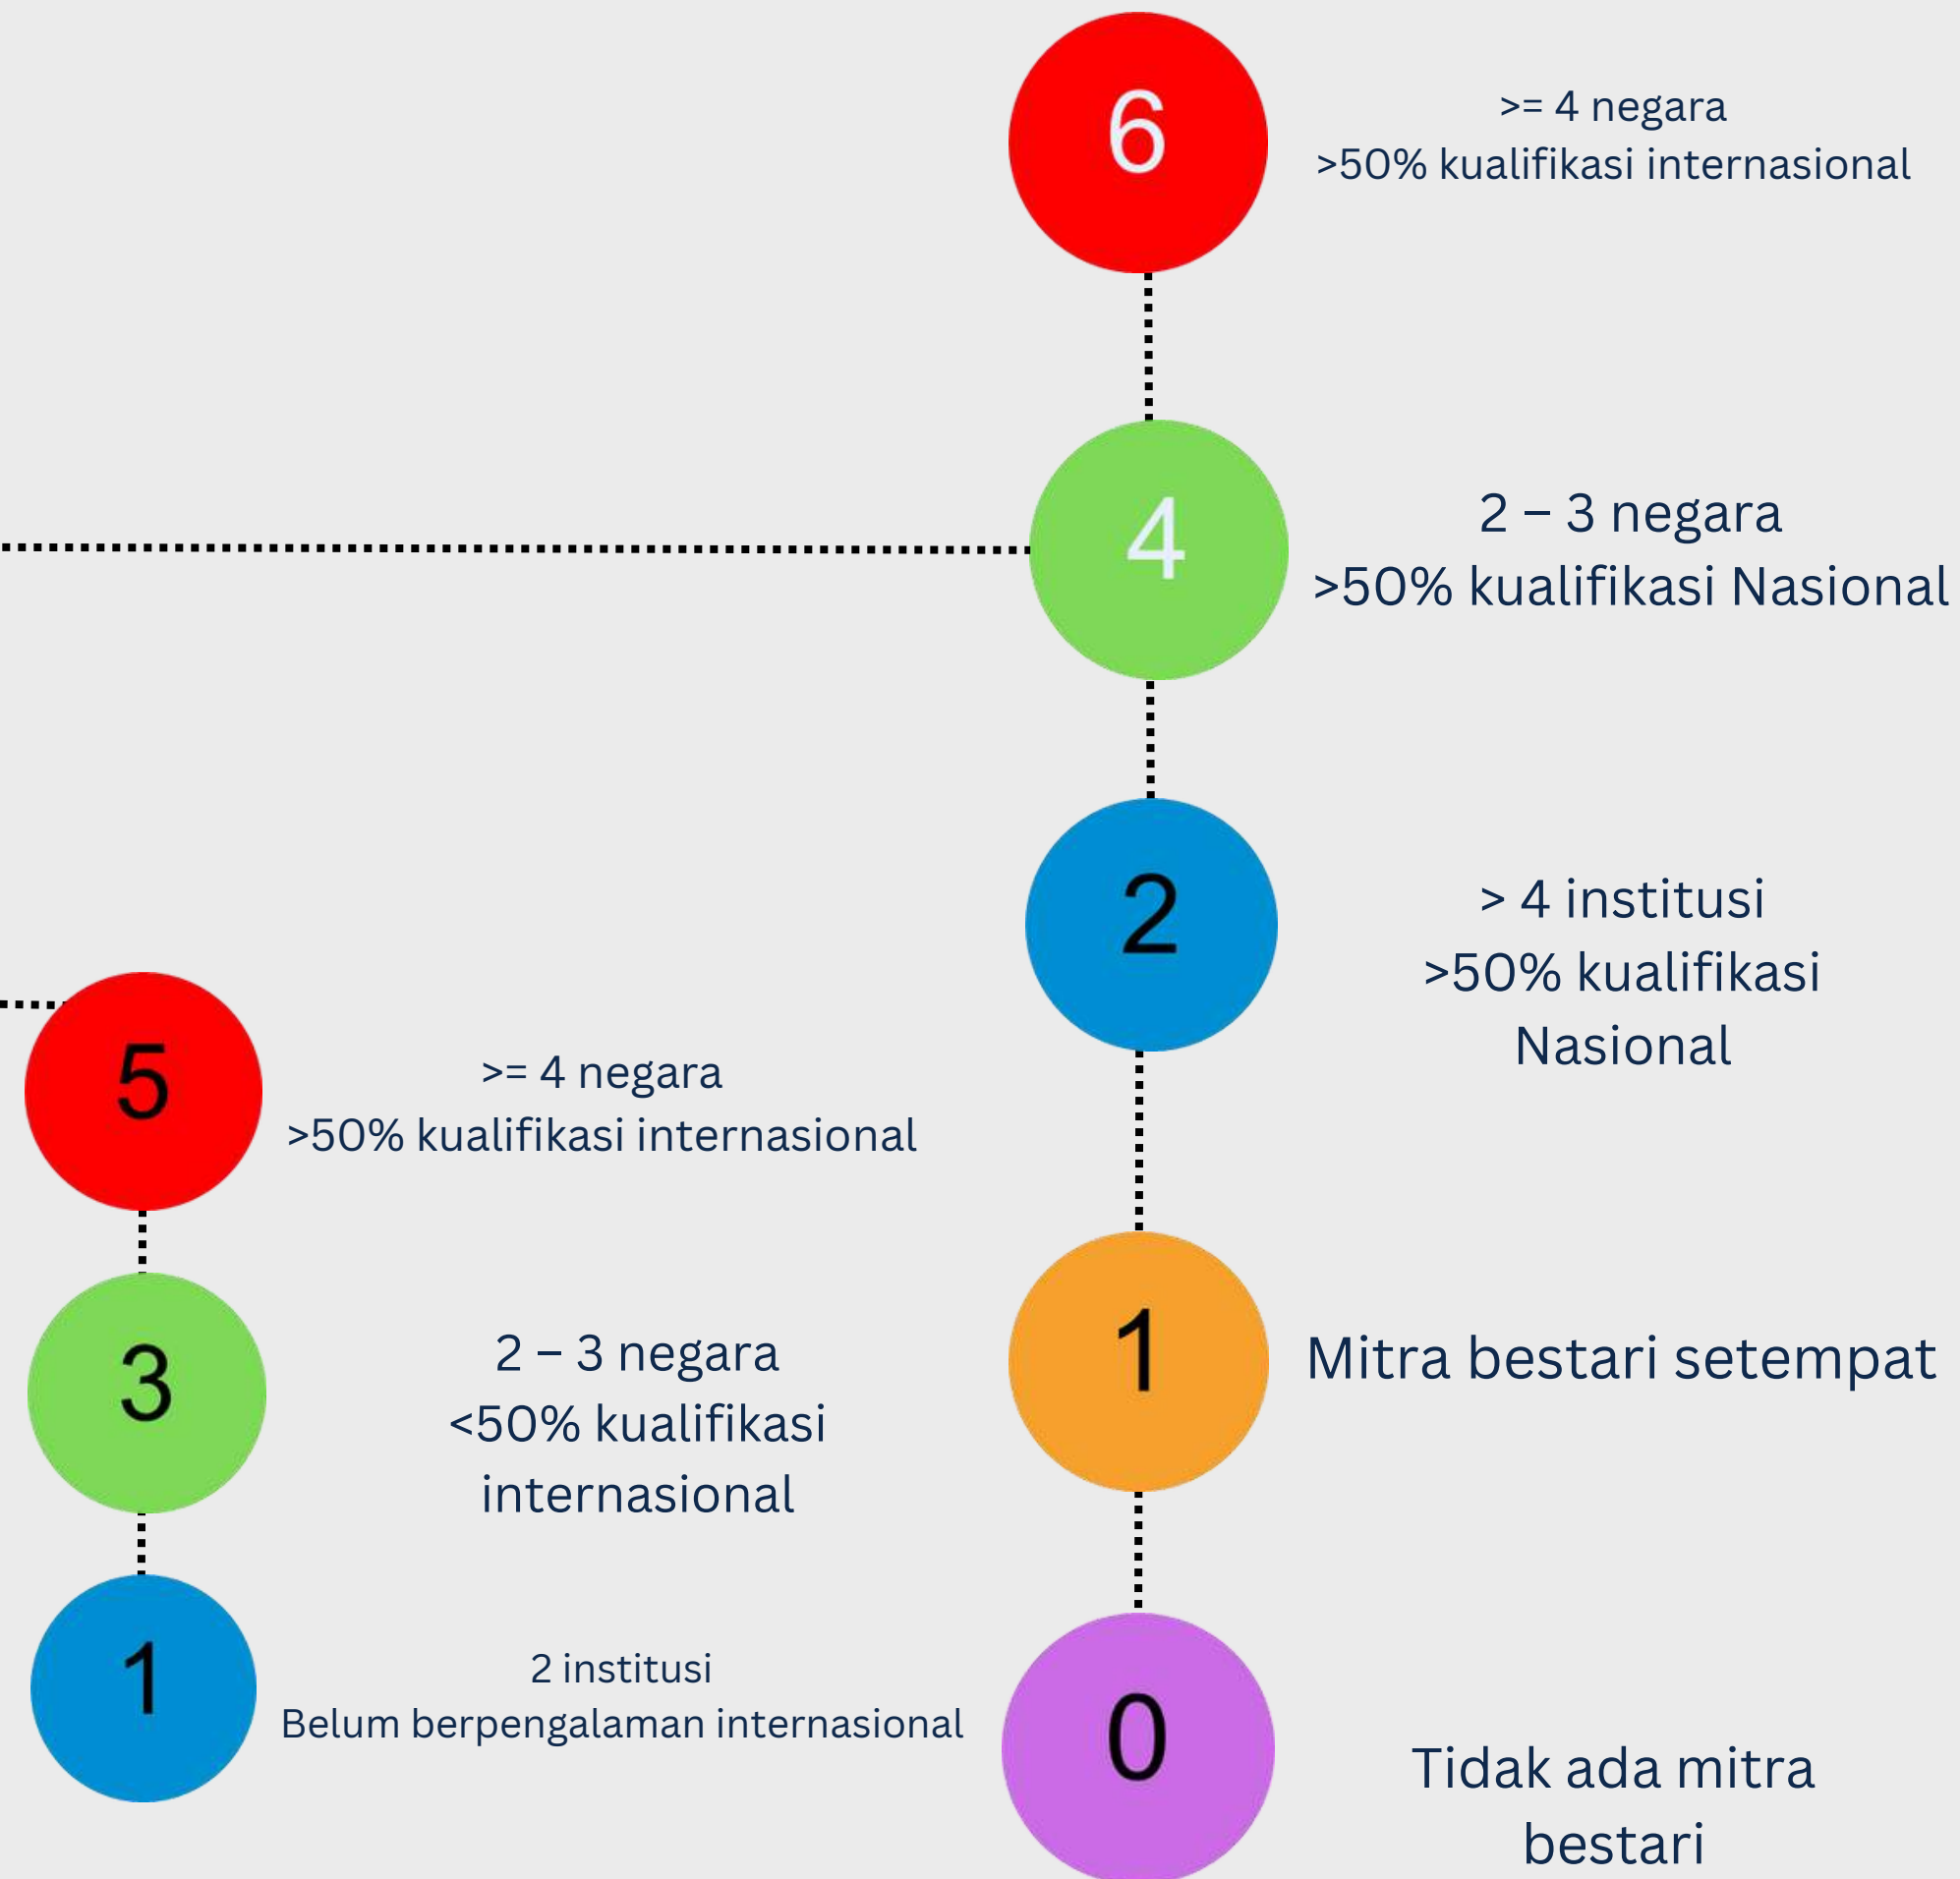 6
>= 4 negara
>50% kualifikasi internasional
4
2 – 3 negara
>50% kualifikasi Nasional
2
> 4 institusi
>50% kualifikasi
Nasional
5
>= 4 negara
>50% kualifikasi internasional
3
2 – 3 negara
<50% kualifikasi
internasional
1
Mitra bestari setempat
1
2 institusi
Belum berpengalaman internasional
0
Tidak ada mitra
bestari